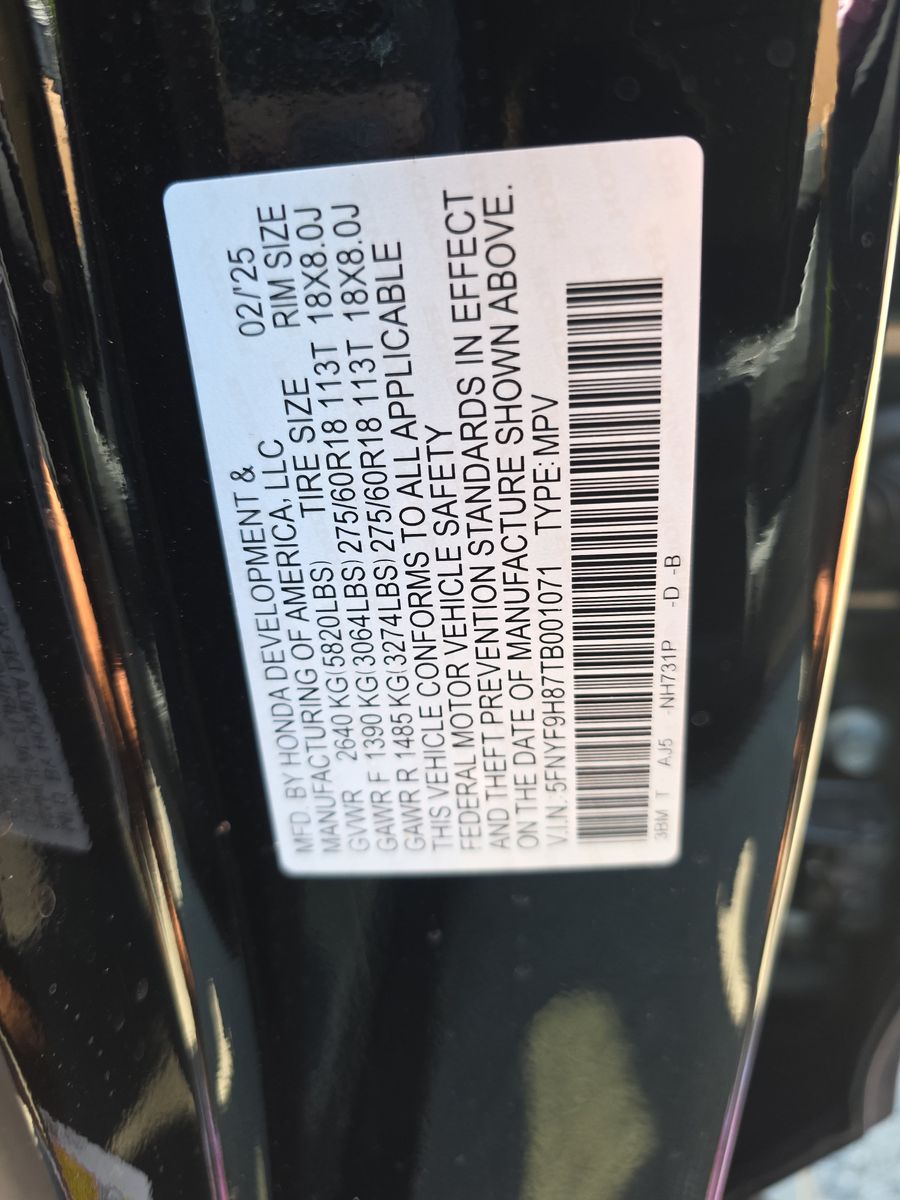 MFD. BY HONDA DEVELOPMENT & 02/'25
MANUFACTURING OF AMERICA, LLC
GVWR 2640 KG(5820LBS) TIRE SIZE RIM SIZE
GAWR F 1390 KG(3064LBS) 275/60R18 113T 18X8.0J
GAWR R 1485 KG(3274LBS) 275/60R18 113T 18X8.0J
THIS VEHICLE CONFORMS TO ALL APPLICABLE
FEDERAL MOTOR VEHICLE SAFETY
AND THEFT PREVENTION STANDARDS IN EFFECT
ON THE DATE OF MANUFACTURE SHOWN ABOVE.
V.I.N. 5FNYF9H87TB001071 TYPE:MPV
3BM T AJ5 -NH731P -D -B